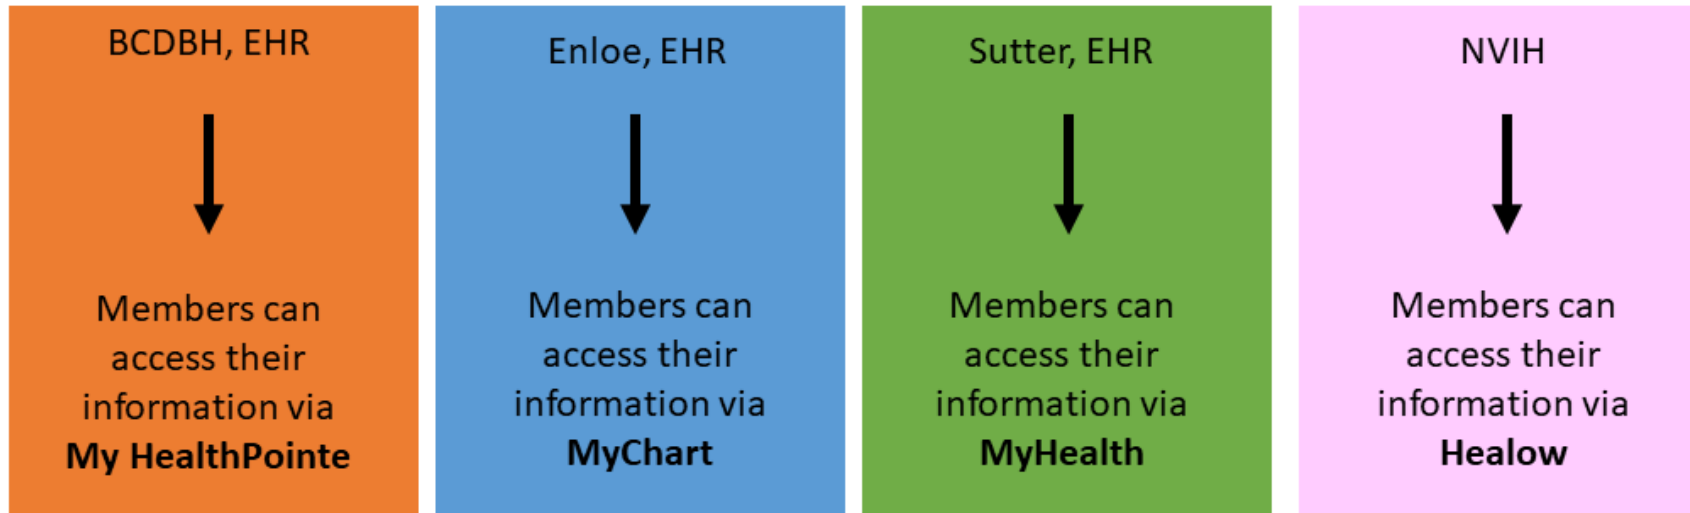 BCDBH, EHR
Members can
access their
information via
My HealthPointe
Enloe, EHR
Members can
access their
information via
MyChart
Sutter, EHR
Members can
access their
information via
MyHealth
NVIH
Members can
access their
information via
Healow